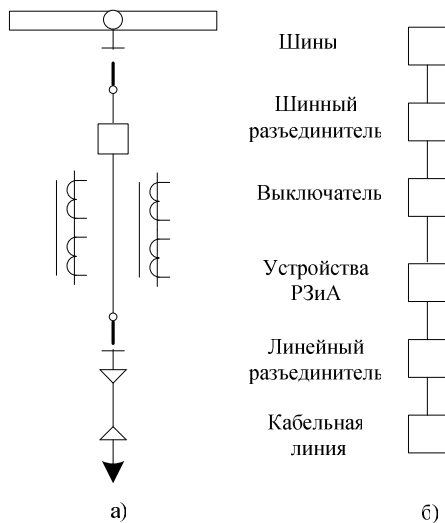 Шины
Шинный
разъединитель
Выключатель
Устройства
РЗиА
Линейный
разъединитель
Кабельная
линия
а)
б)